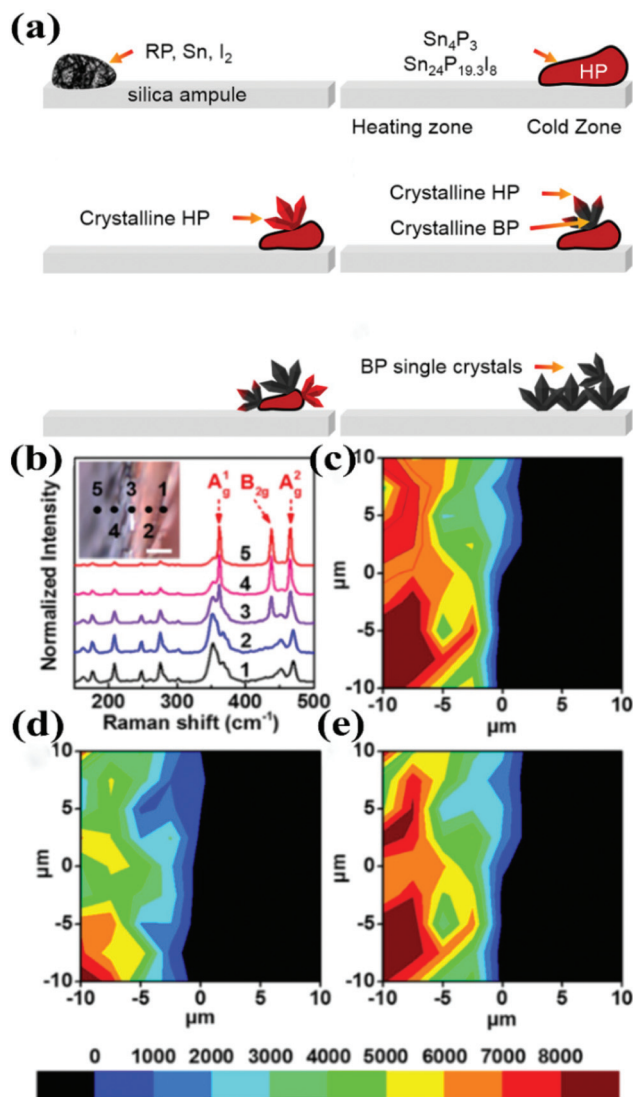 (a)
RP, Sn, I₂
silica ampule
Sn₄P₃
Sn₂₄P₁₉.₃I₈
HP
Heating zone Cold Zone
Crystalline HP
Crystalline HP
Crystalline BP
BP single crystals
(b)
Normalized Intensity
5 3 1
4 2
A¹g B₂g A²g
5
4
3
2
1
200 300 400 500
Raman shift (cm⁻¹)
(c)
µm
10
5
0
-5
-10
-10 -5 0 5 10
µm
(d)
µm
10
5
0
-5
-10
-10 -5 0 5 10
µm
(e)
µm
10
5
0
-5
-10
-10 -5 0 5 10
µm
0 1000 2000 3000 4000 5000 6000 7000 8000